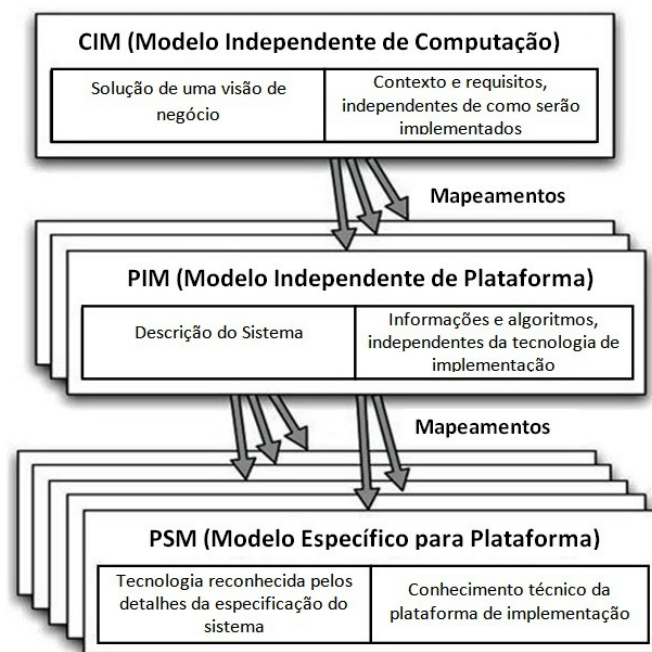 CIM (Modelo Independente de Computação)
Solução de uma visão de
negócio
Contexto e requisitos,
independentes de como serão
implementados
Mapeamentos
PIM (Modelo Independente de Plataforma)
Descrição do Sistema
Informações e algoritmos,
independentes da tecnologia de
implementação
Mapeamentos
PSM (Modelo Específico para Plataforma)
Tecnologia reconhecida pelos
detalhes da especificação do
sistema
Conhecimento técnico da
plataforma de implementação